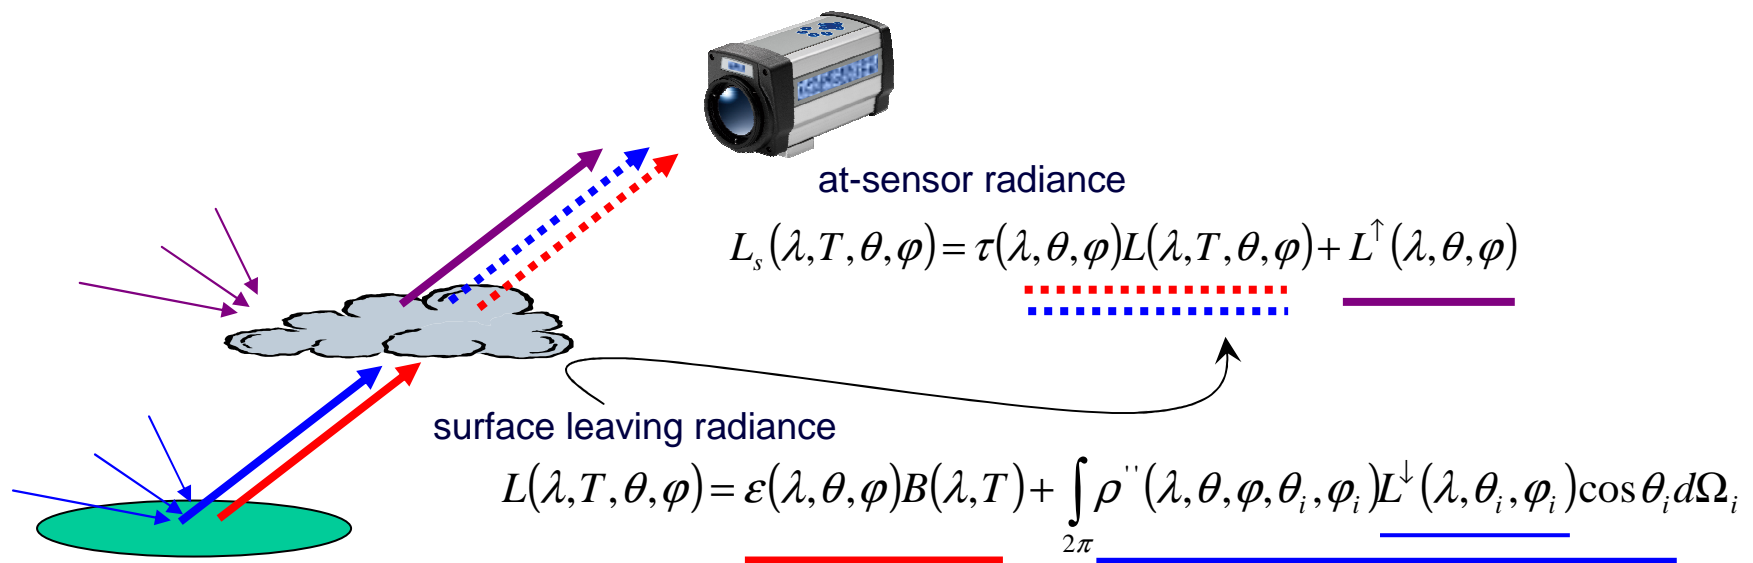 at-sensor radiance
L_s(λ,T,θ,φ)=τ(λ,θ,φ)L(λ,T,θ,φ)+L^↑(λ,θ,φ)
surface leaving radiance
L(λ,T,θ,φ)=ε(λ,θ,φ)B(λ,T)+∫_{2π} ρ''(λ,θ,φ,θ_i,φ_i)L^↓(λ,θ_i,φ_i)cosθ_i dΩ_i